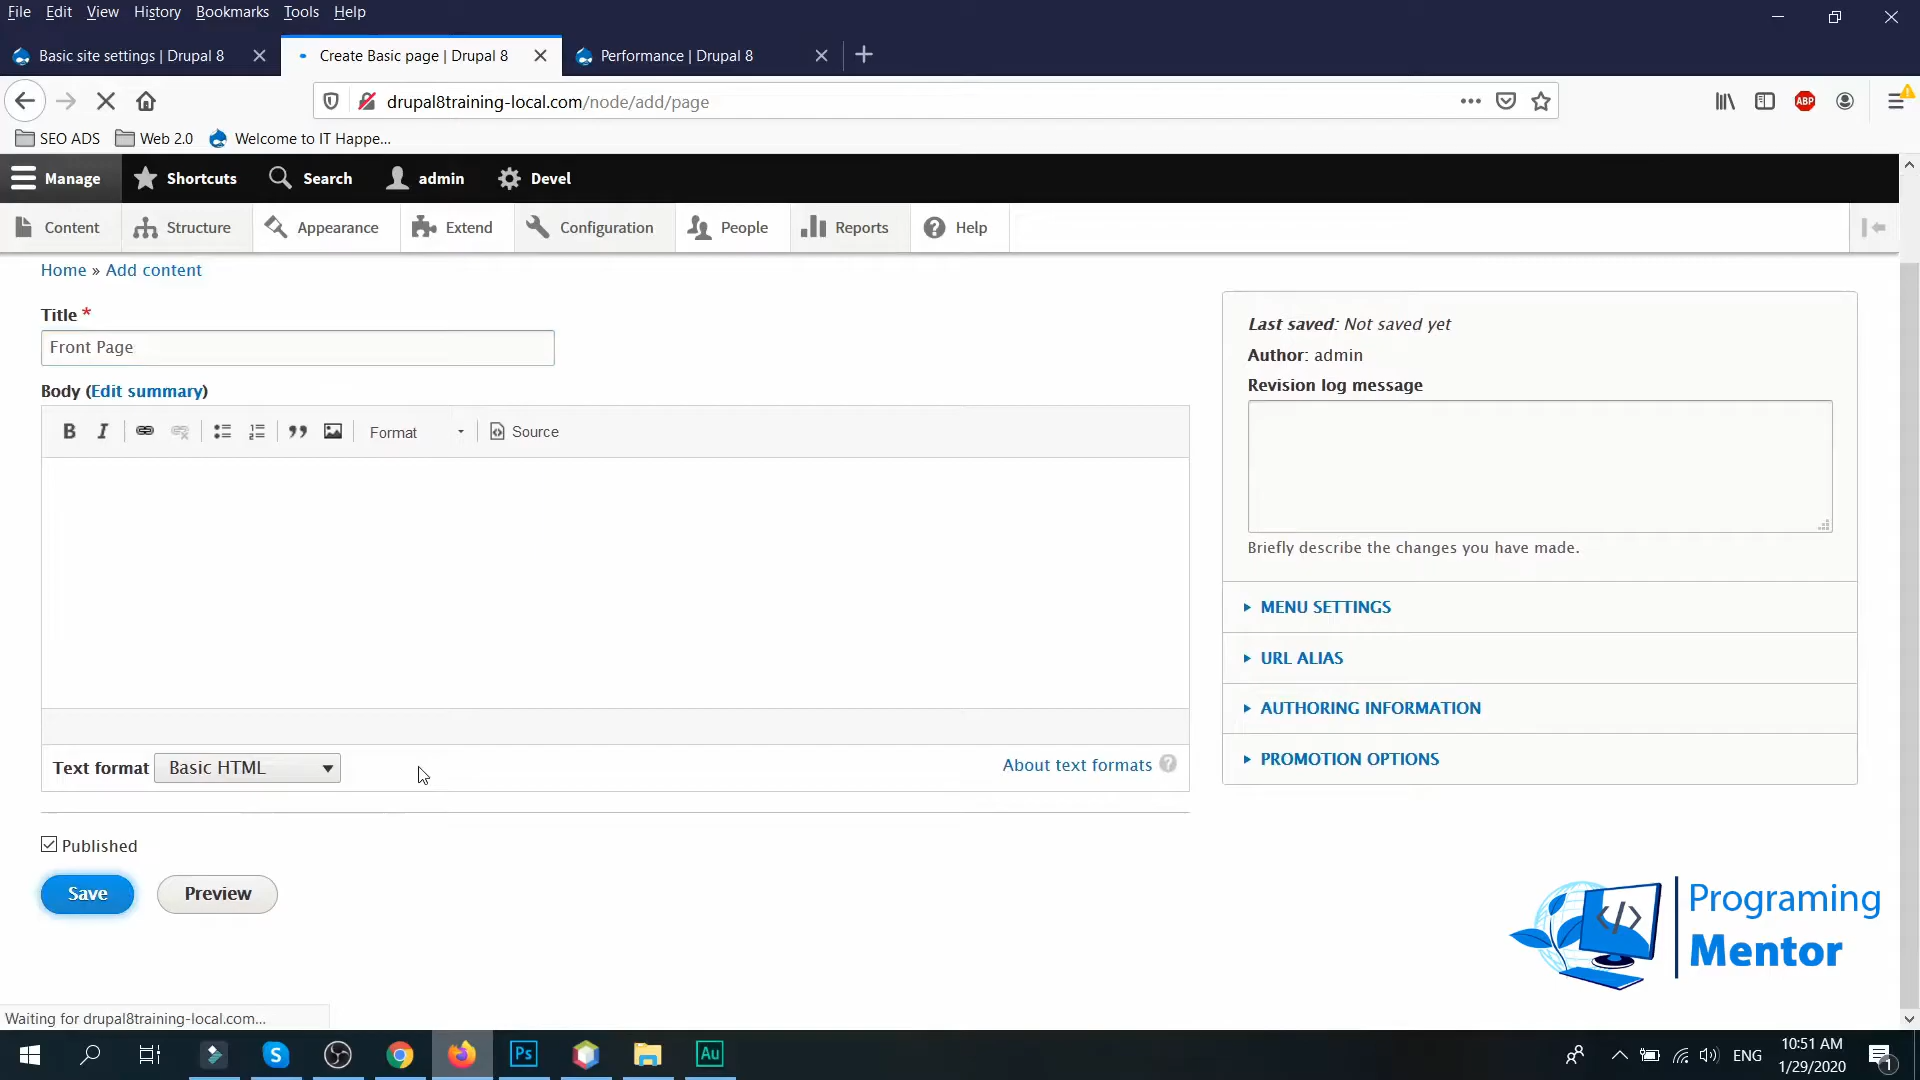 File Edit View History Bookmarks Tools Help
Basic site settings | Drupal 8
Create Basic page | Drupal 8
Performance | Drupal 8
drupal8training-local.com/node/add/page
ABP
SEO ADS
Web 2.0
Welcome to IT Happe...
Manage Shortcuts Search admin Devel
Content Structure Appearance Extend Configuration People Reports Help
Home » Add content
Title *
Front Page
Body (Edit summary)
B I Format Source
Text format Basic HTML
About text formats ?
Published
Save Preview
Last saved: Not saved yet
Author: admin
Revision log message
Briefly describe the changes you have made.
MENU SETTINGS
URL ALIAS
AUTHORING INFORMATION
PROMOTION OPTIONS
</> Programing
Mentor
Waiting for drupal8training-local.com...
S Ps Au
ENG
10:51 AM
1/29/2020
1